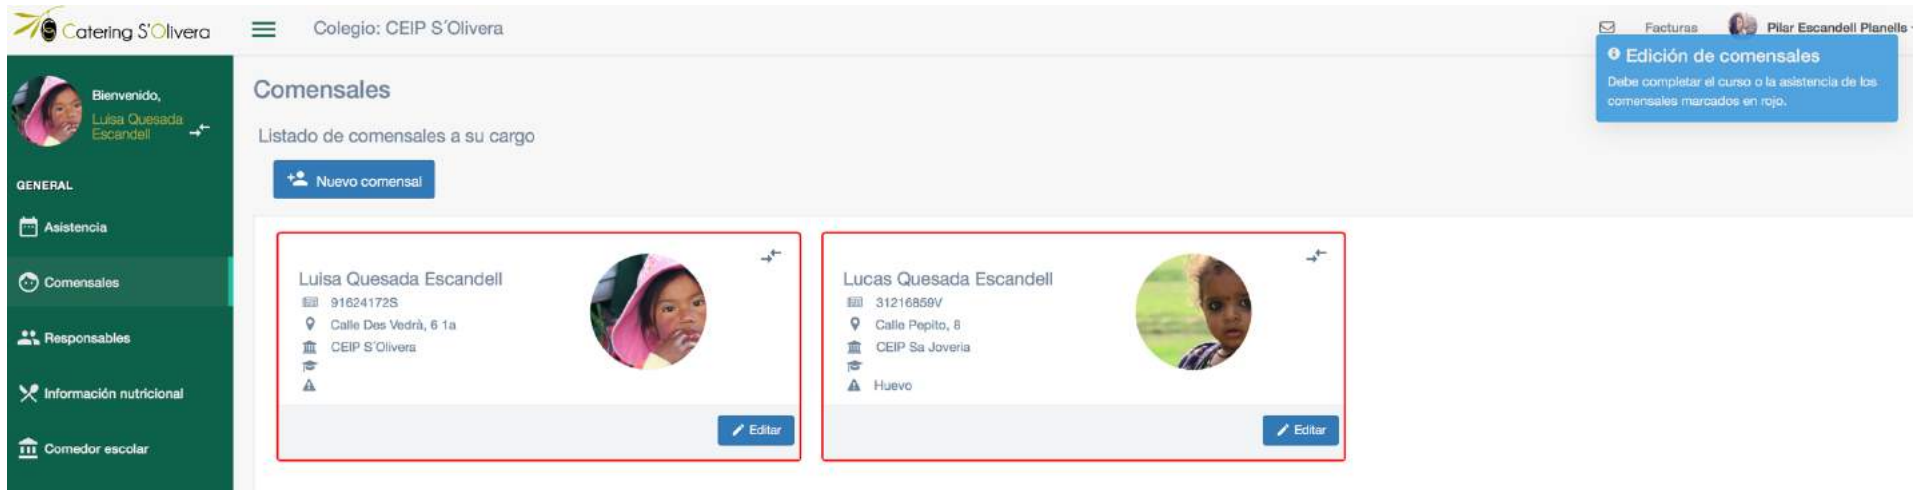 Catering S'Olivera
Colegio: CEIP S´Olivera
Facturas
Pilar Escandell Planells
Edición de comensales
Debe completar el curso o la asistencia de los
comensales marcados en rojo.
Bienvenido,
Luisa Quesada
Escandell
GENERAL
Asistencia
Comensales
Responsables
Información nutricional
Comedor escolar
Comensales
Listado de comensales a su cargo
Nuevo comensal
Luisa Quesada Escandell
91624172S
Calle Des Vedrà, 6 1a
CEIP S´Olivera
Editar
Lucas Quesada Escandell
31216859V
Calle Pepito, 8
CEIP Sa Joveria
Huevo
Editar